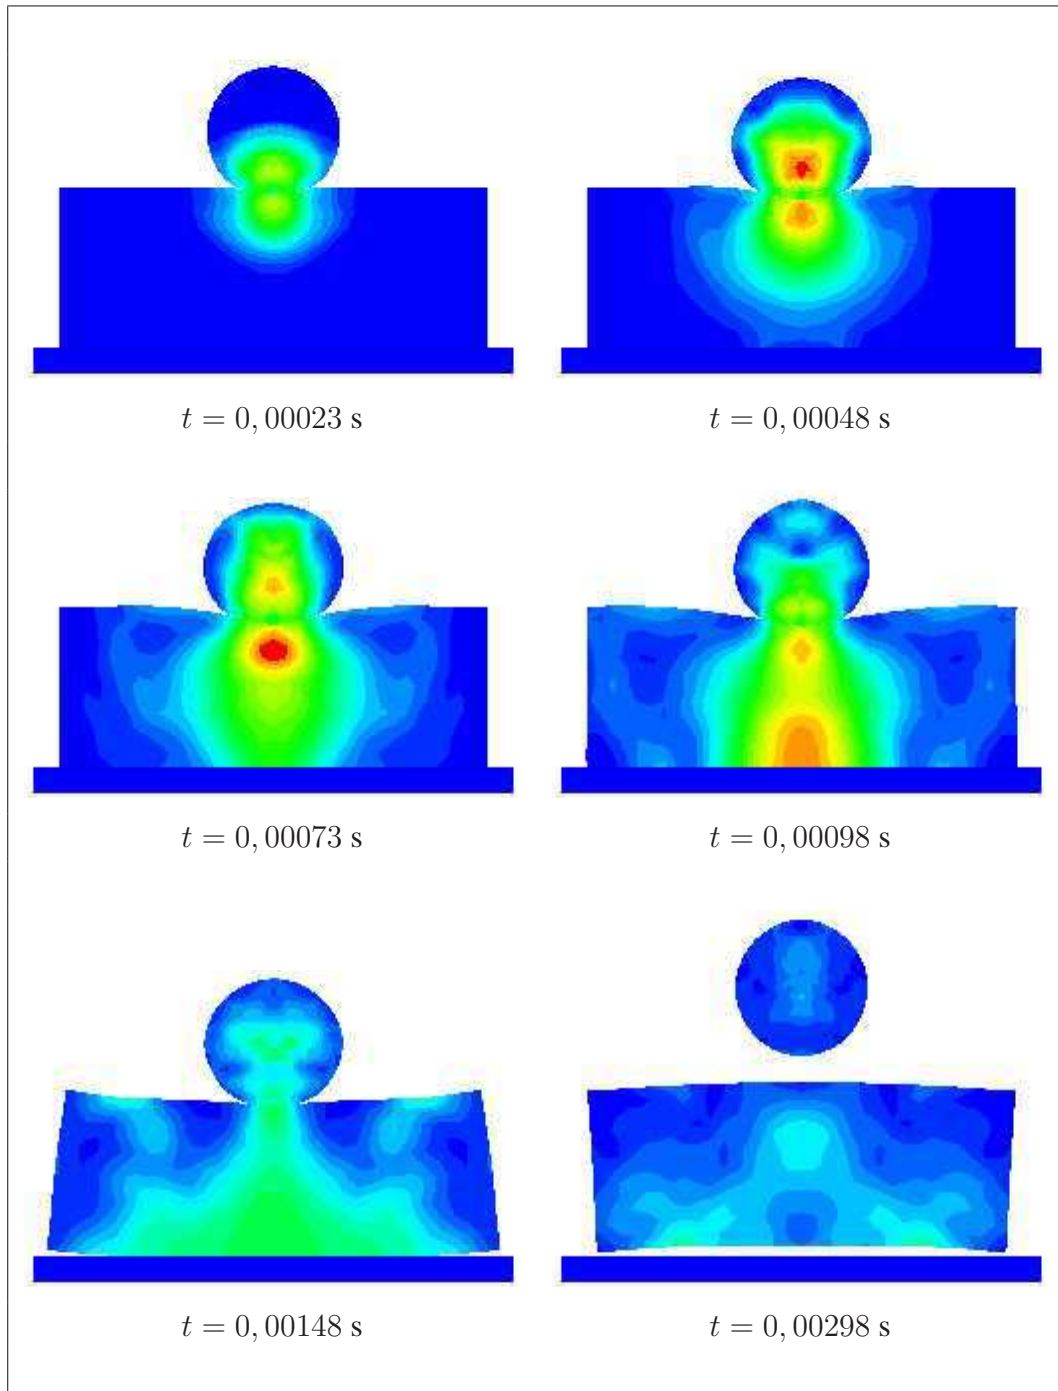 t = 0, 00023 s
t = 0, 00048 s
t = 0, 00073 s
t = 0, 00098 s
t = 0, 00148 s
t = 0, 00298 s